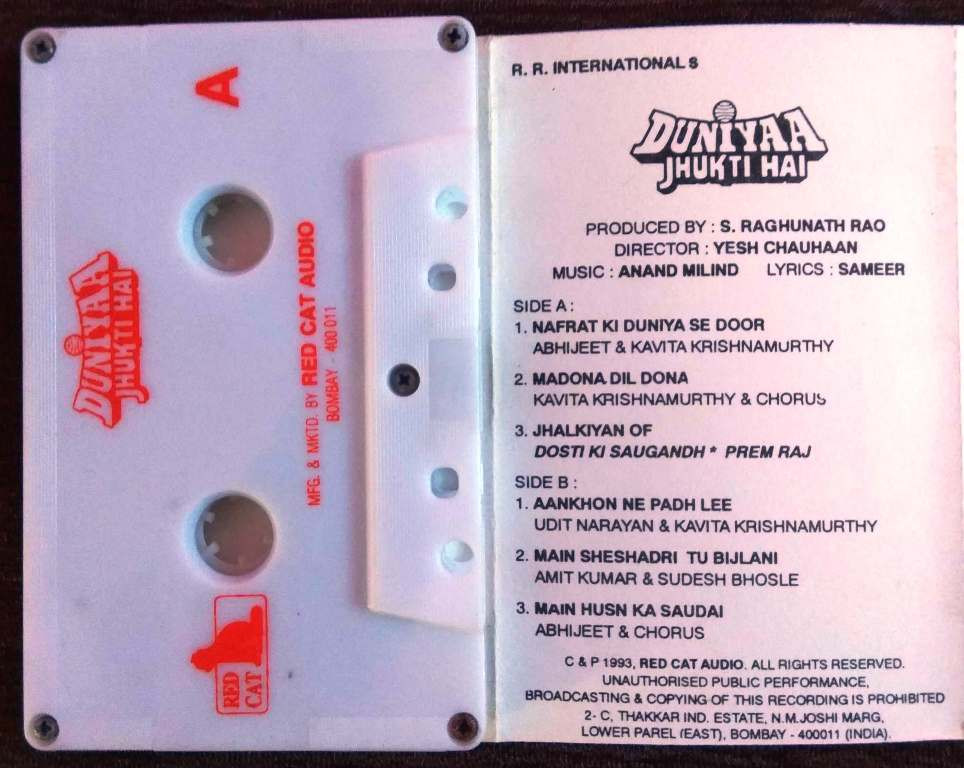 A
DUNIYAA
JHUKTI HAI
MFG. & MKTD. BY RED CAT AUDIO
BOMBAY - 400 011
RED
CAT
R. R. INTERNATIONALS
DUNIYAA
JHUKTI HAI
PRODUCED BY : S. RAGHUNATH RAO
DIRECTOR : YESH CHAUHAAN
MUSIC : ANAND MILIND LYRICS : SAMEER
SIDE A :
1. NAFRAT KI DUNIYA SE DOOR
ABHIJEET & KAVITA KRISHNAMURTHY
2. MADONA DIL DONA
KAVITA KRISHNAMURTHY & CHORUS
3. JHALKIYAN OF
DOSTI KI SAUGANDH * PREM RAJ
SIDE B :
1. AANKHON NE PADH LEE
UDIT NARAYAN & KAVITA KRISHNAMURTHY
2. MAIN SHESHADRI TU BIJLANI
AMIT KUMAR & SUDESH BHOSLE
3. MAIN HUSN KA SAUDAI
ABHIJEET & CHORUS
C & P 1993, RED CAT AUDIO. ALL RIGHTS RESERVED.
UNAUTHORISED PUBLIC PERFORMANCE,
BROADCASTING & COPYING OF THIS RECORDING IS PROHIBITED
2- C, THAKKAR IND. ESTATE, N.M.JOSHI MARG,
LOWER PAREL (EAST), BOMBAY - 400011 (INDIA).